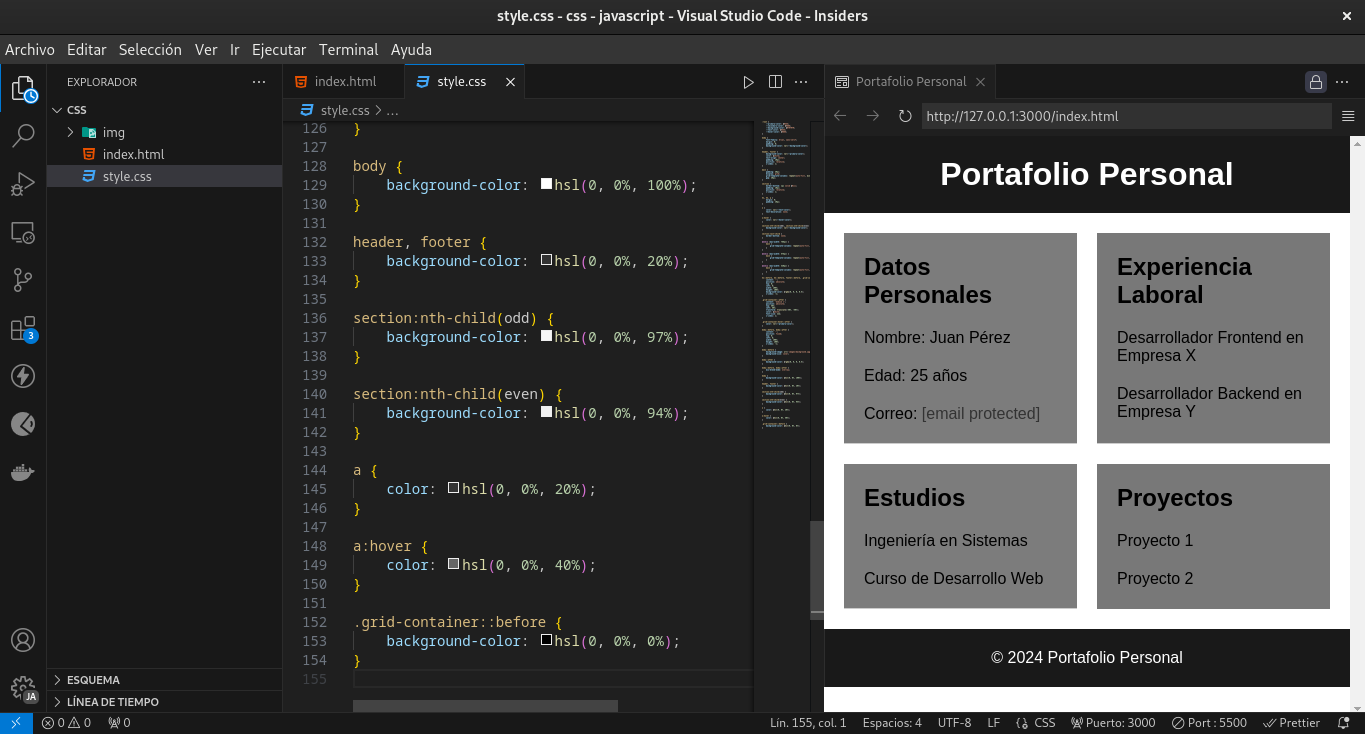 style.css - css - javascript - Visual Studio Code - Insiders
Archivo Editar Selección Ver Ir Ejecutar Terminal Ayuda
EXPLORADOR
CSS
img
index.html
style.css
ESQUEMA
LÍNEA DE TIEMPO
3
JA
index.html
style.css
style.css > ...
126 }
127
128 body {
129 background-color: hsl(0, 0%, 100%);
130 }
131
132 header, footer {
133 background-color: hsl(0, 0%, 20%);
134 }
135
136 section:nth-child(odd) {
137 background-color: hsl(0, 0%, 97%);
138 }
139
140 section:nth-child(even) {
141 background-color: hsl(0, 0%, 94%);
142 }
143
144 a {
145 color: hsl(0, 0%, 20%);
146 }
147
148 a:hover {
149 color: hsl(0, 0%, 40%);
150 }
151
152 .grid-container::before {
153 background-color: hsl(0, 0%, 0%);
154 }
155
Portafolio Personal
http://127.0.0.1:3000/index.html
Portafolio Personal
Datos
Personales
Nombre: Juan Pérez
Edad: 25 años
Correo: [email protected]
Experiencia
Laboral
Desarrollador Frontend en
Empresa X
Desarrollador Backend en
Empresa Y
Estudios
Ingeniería en Sistemas
Curso de Desarrollo Web
Proyectos
Proyecto 1
Proyecto 2
© 2024 Portafolio Personal
0 0 0 Lín. 155, col. 1 Espacios: 4 UTF-8 LF CSS Puerto: 3000 Port : 5500 Prettier